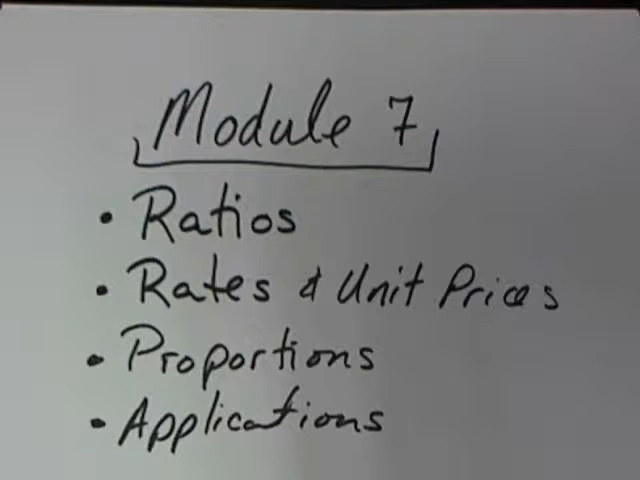 Module 7
• Ratios
• Rates & Unit Prices
• Proportions
• Applications